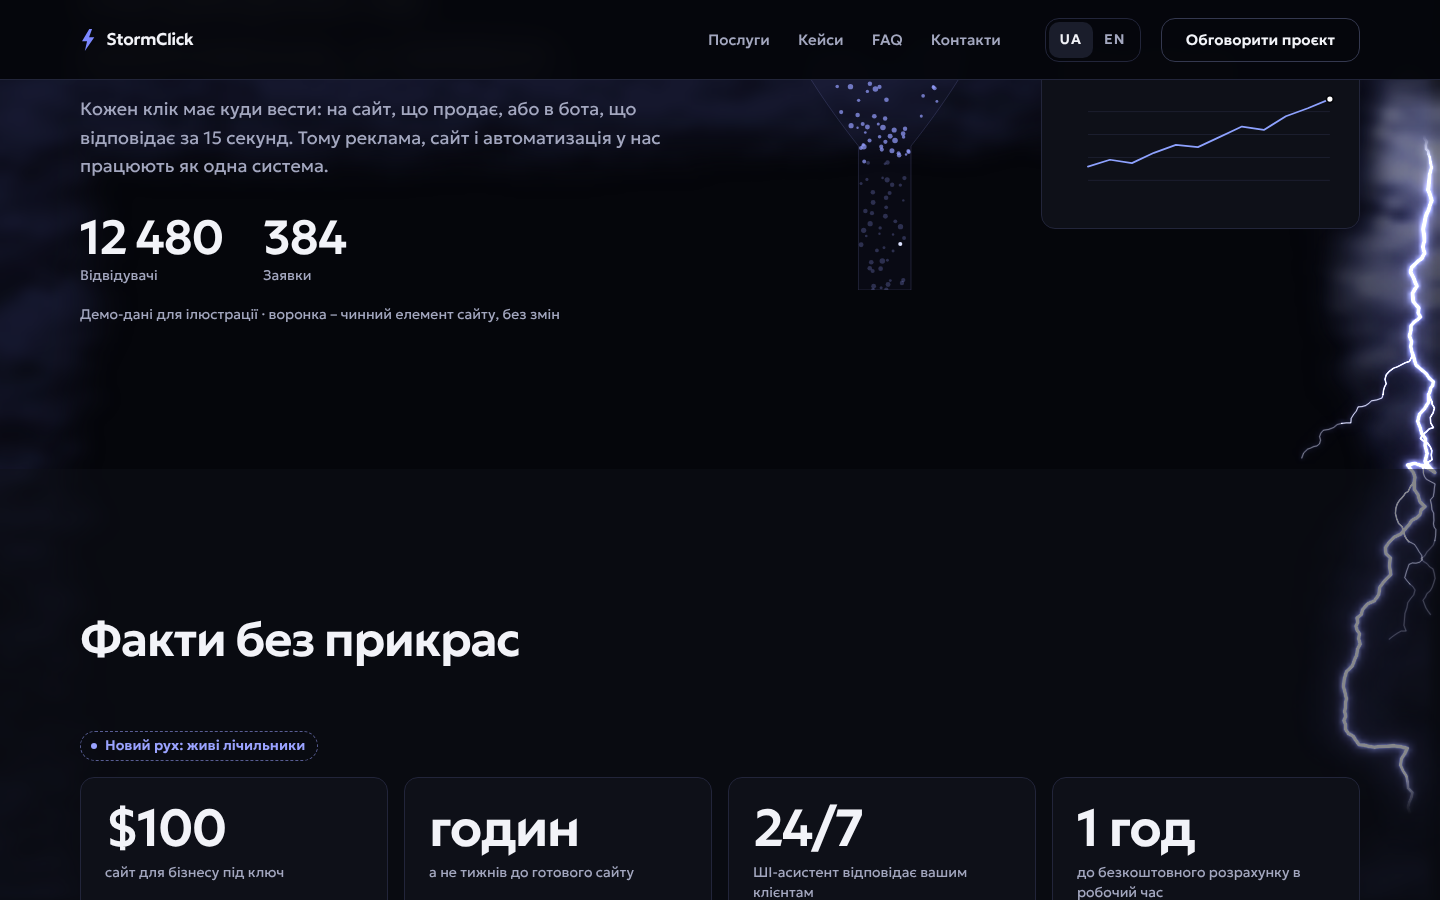 StormClick
Послуги
Кейси
FAQ
Контакти
UA
EN
Обговорити проєкт
Кожен клік має куди вести: на сайт, що продає, або в бота, що
відповідає за 15 секунд. Тому реклама, сайт і автоматизація у нас
працюють як одна система.
12 480
Відвідувачі
384
Заявки
Демо-дані для ілюстрації · воронка – чинний елемент сайту, без змін
Факти без прикрас
Новий рух: живі лічильники
$100
сайт для бізнесу під ключ
годин
а не тижнів до готового сайту
24/7
ШІ-асистент відповідає вашим
клієнтам
1 год
до безкоштовного розрахунку в
робочий час